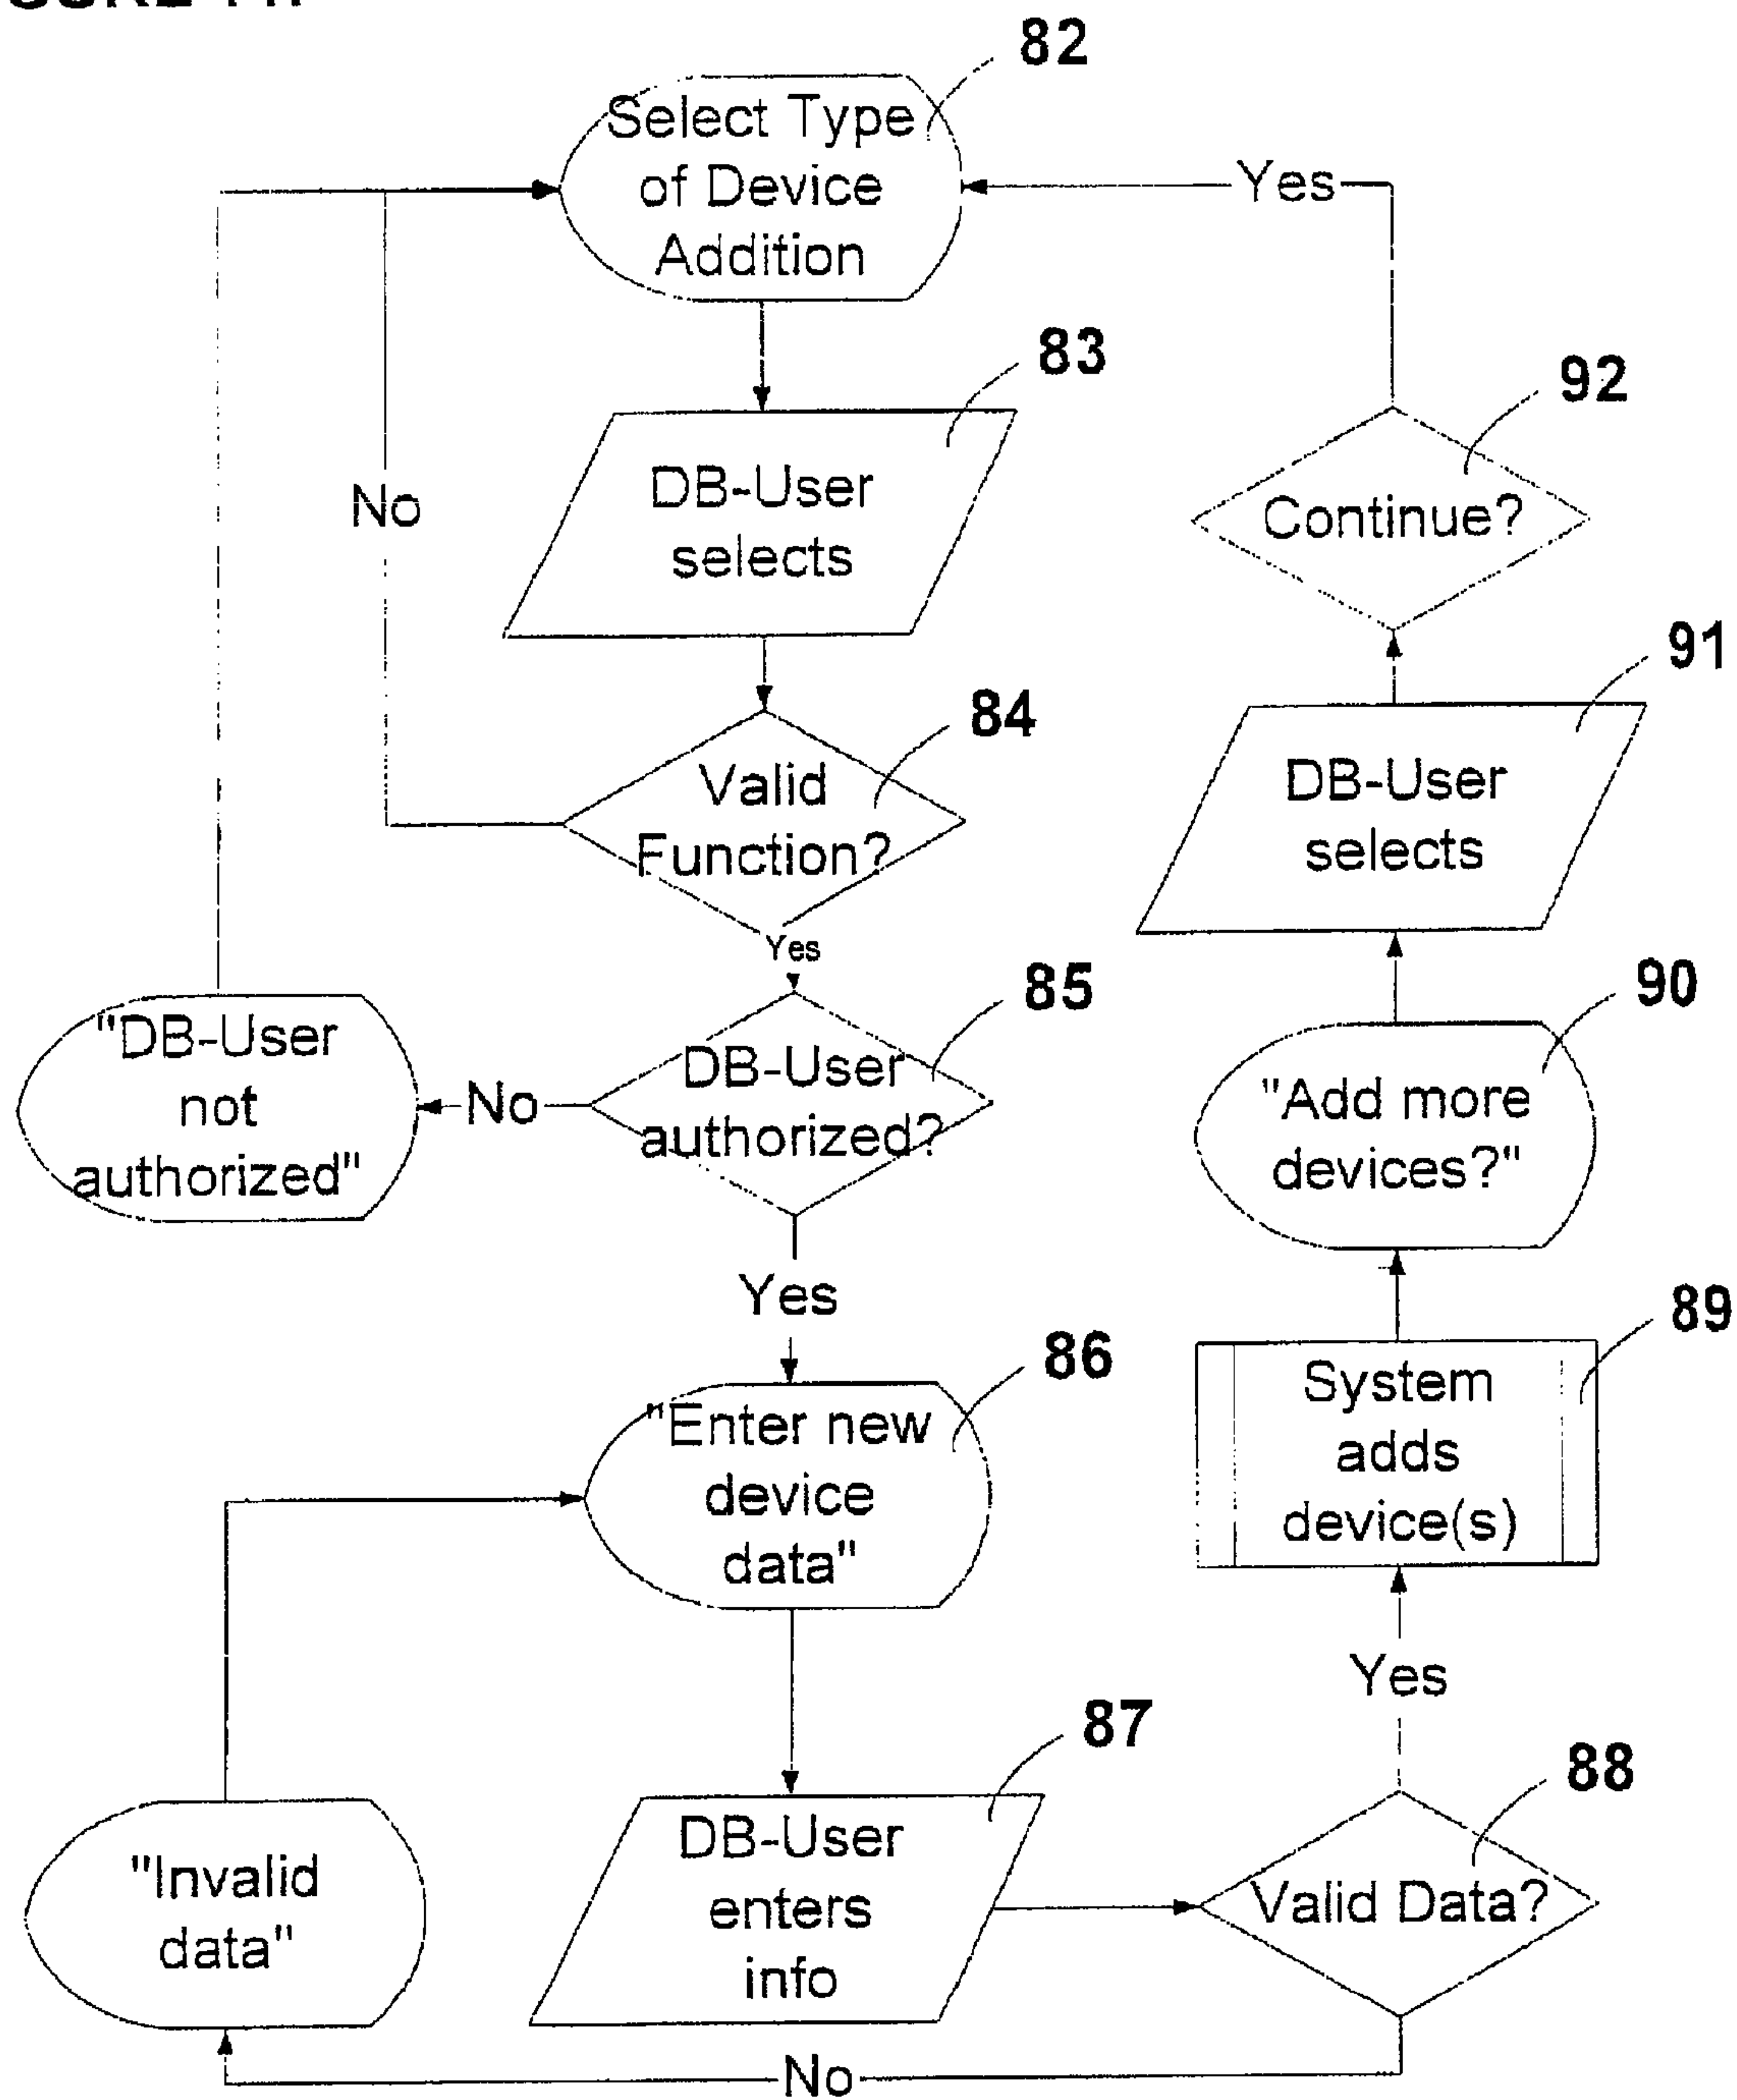 82
Select Type
of Device
Addition
Yes
83
DB-User
selects
No
92
Continue?
84
Valid
Function?
Yes
91
DB-User
selects
85
DB-User
authorized?
No
"DB-User
not
authorized"
90
"Add more
devices?"
Yes
86
"Enter new
device
data"
89
System
adds
device(s)
Yes
87
DB-User
enters
info
88
Valid Data?
"Invalid
data"
No